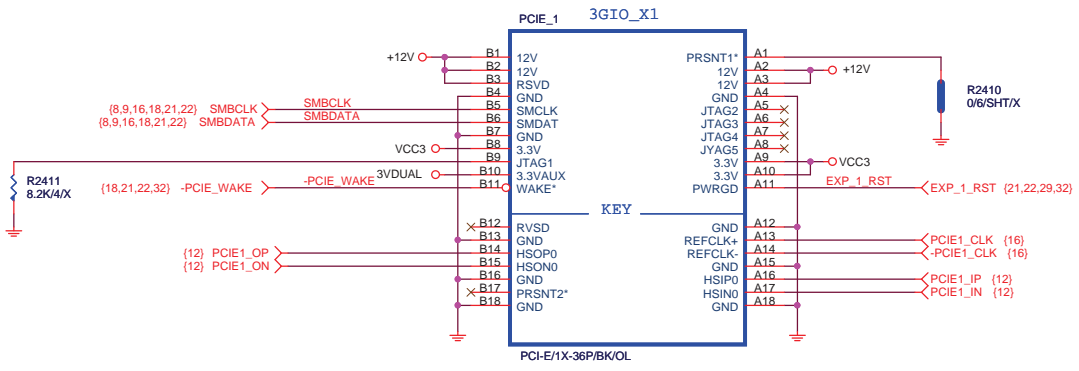 PCIE_1 3GIO_X1
+12V B1 12V PRSNT1* A1
B2 12V 12V A2 +12V
B3 RSVD 12V A3
B4 GND GND A4
{8,9,16,18,21,22} SMBCLK SMBCLK B5 SMCLK JTAG2 A5
{8,9,16,18,21,22} SMBDATA SMBDATA B6 SMDAT JTAG3 A6
B7 GND JTAG4 A7
VCC3 B8 3.3V JYAG5 A8
B9 JTAG1 3.3V A9 VCC3
3VDUAL B10 3.3VAUX 3.3V A10
{18,21,22,32} -PCIE_WAKE -PCIE_WAKE B11 WAKE* PWRGD A11 EXP_1_RST EXP_1_RST {21,22,29,32}
R2410
0/6/SHT/X
R2411
8.2K/4/X
KEY
B12 RVSD GND A12
B13 GND REFCLK+ A13 PCIE1_CLK {16}
{12} PCIE1_OP B14 HSOP0 REFCLK- A14 -PCIE1_CLK {16}
{12} PCIE1_ON B15 HSON0 GND A15
B16 GND HSIP0 A16 PCIE1_IP {12}
B17 PRSNT2* HSIN0 A17 PCIE1_IN {12}
B18 GND GND A18
PCI-E/1X-36P/BK/OL